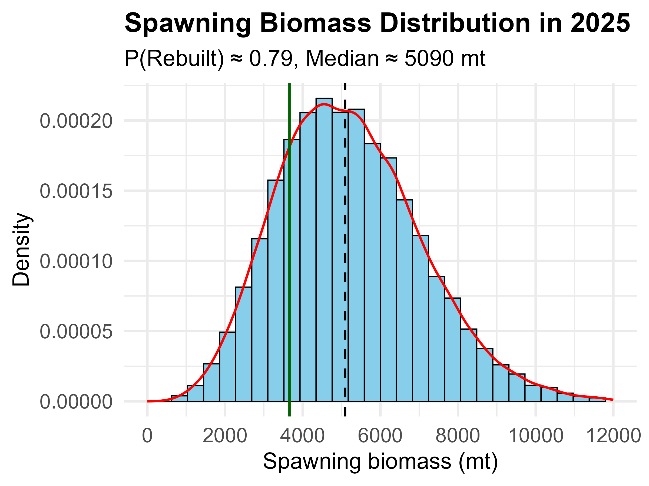 Spawning Biomass Distribution in 2025
P(Rebuilt) ≈ 0.79, Median ≈ 5090 mt
Density
0.00020
0.00015
0.00010
0.00005
0.00000
0 2000 4000 6000 8000 10000 12000
Spawning biomass (mt)